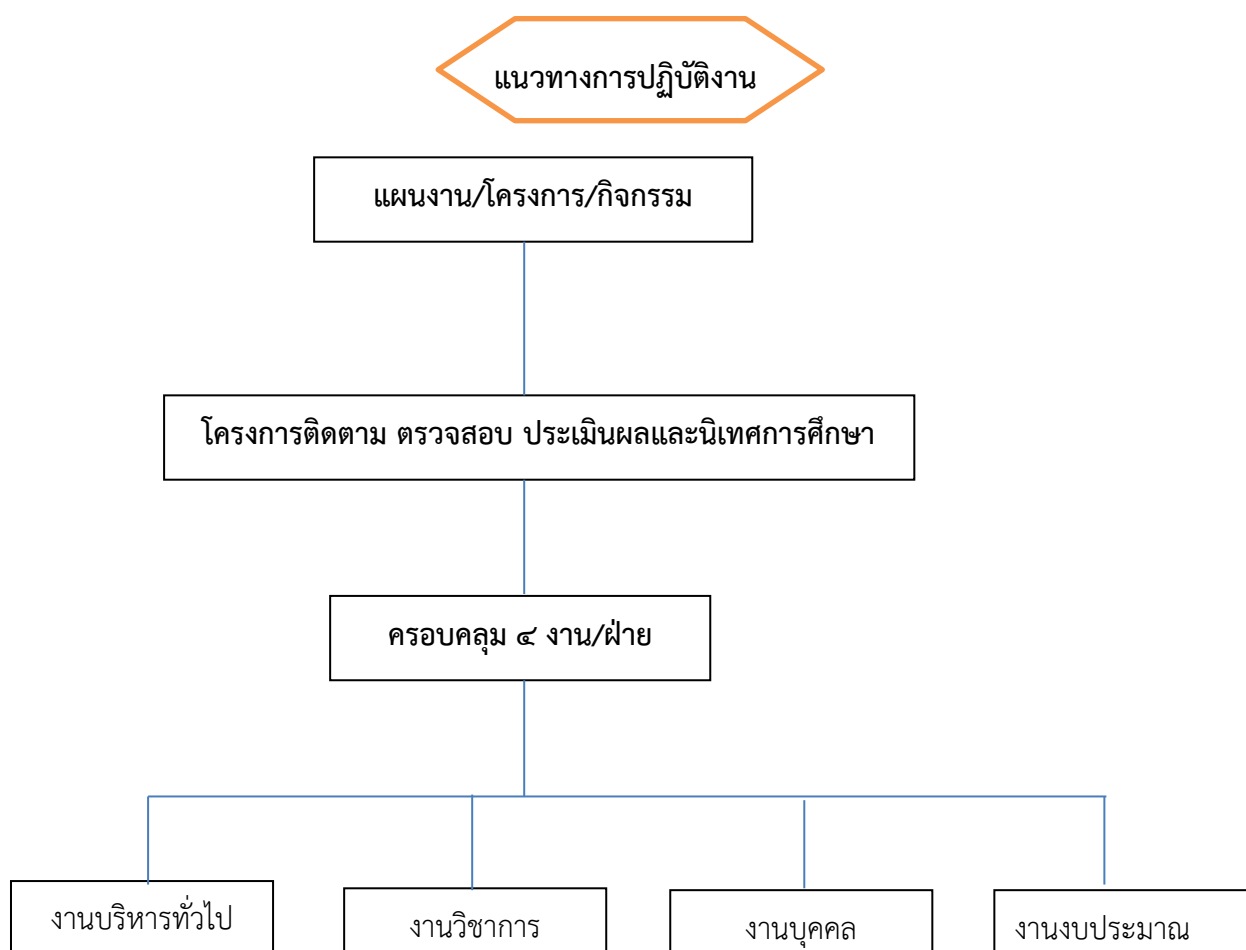 แนวทางการปฏิบัติงาน
แผนงาน/โครงการ/กิจกรรม
โครงการติดตาม ตรวจสอบ ประเมินผลและนิเทศการศึกษา
ครอบคลุม ๔ งาน/ฝ่าย
งานบริหารทั่วไป
งานวิชาการ
งานบุคคล
งานงบประมาณ